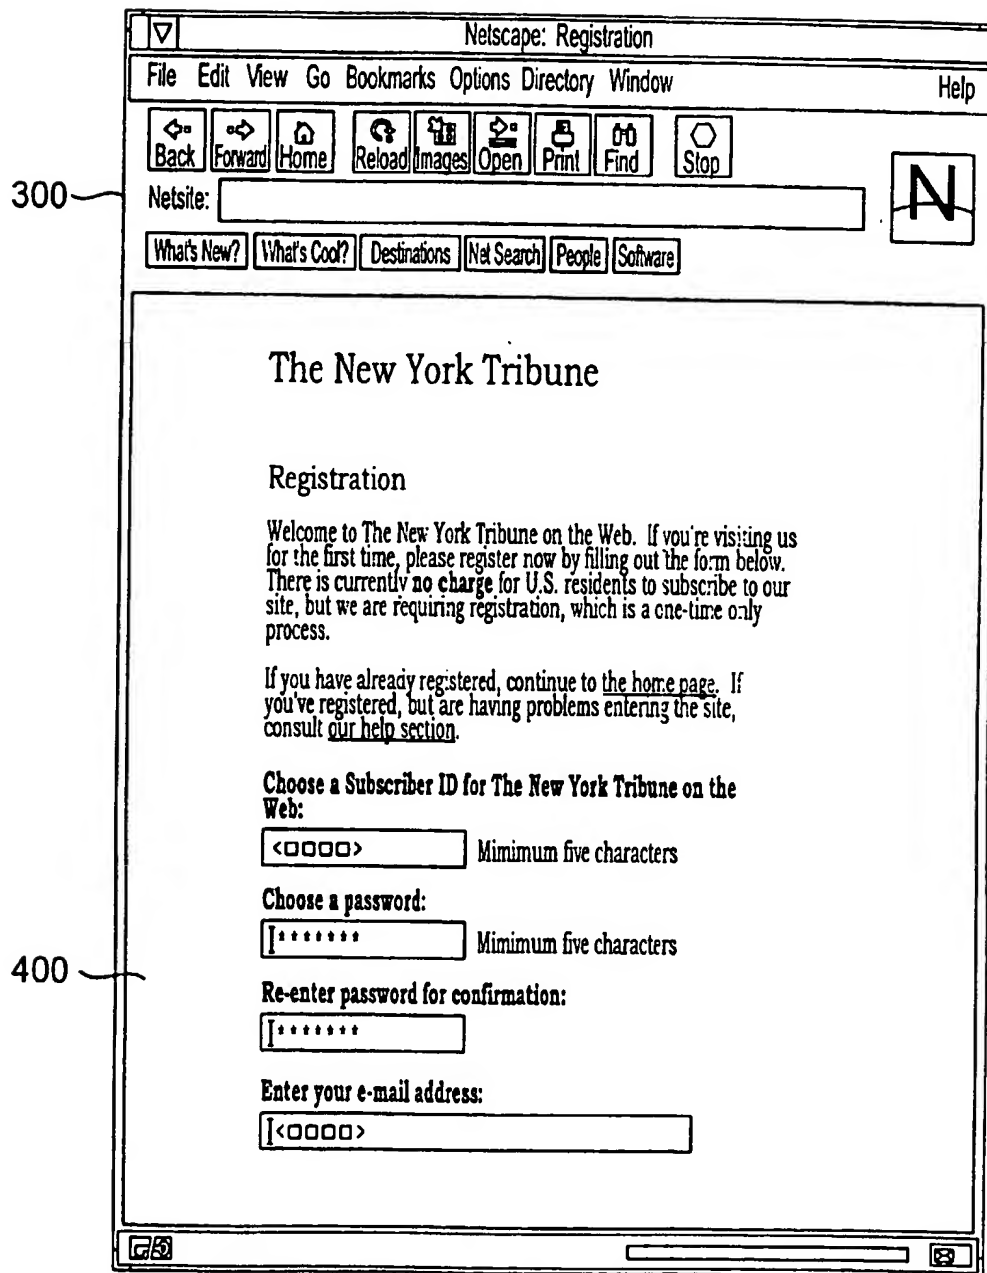 Netscape: Registration
File Edit View Go Bookmarks Options Directory Window Help
Back Forward Home Reload Images Open Print Find Stop
N
300
Netsite:
What's New? What's Cool? Destinations Net Search People Software
The New York Tribune
Registration
Welcome to The New York Tribune on the Web. If you're visiting us
for the first time, please register now by filling out the form below.
There is currently no charge for U.S. residents to subscribe to our
site, but we are requiring registration, which is a one-time only
process.
If you have already registered, continue to the home page. If
you've registered, but are having problems entering the site,
consult our help section.
Choose a Subscriber ID for The New York Tribune on the
Web:
<□□□□> Mimimum five characters
Choose a password:
******* Mimimum five characters
400
Re-enter password for confirmation:
*******
Enter your e-mail address:
<□□□□>